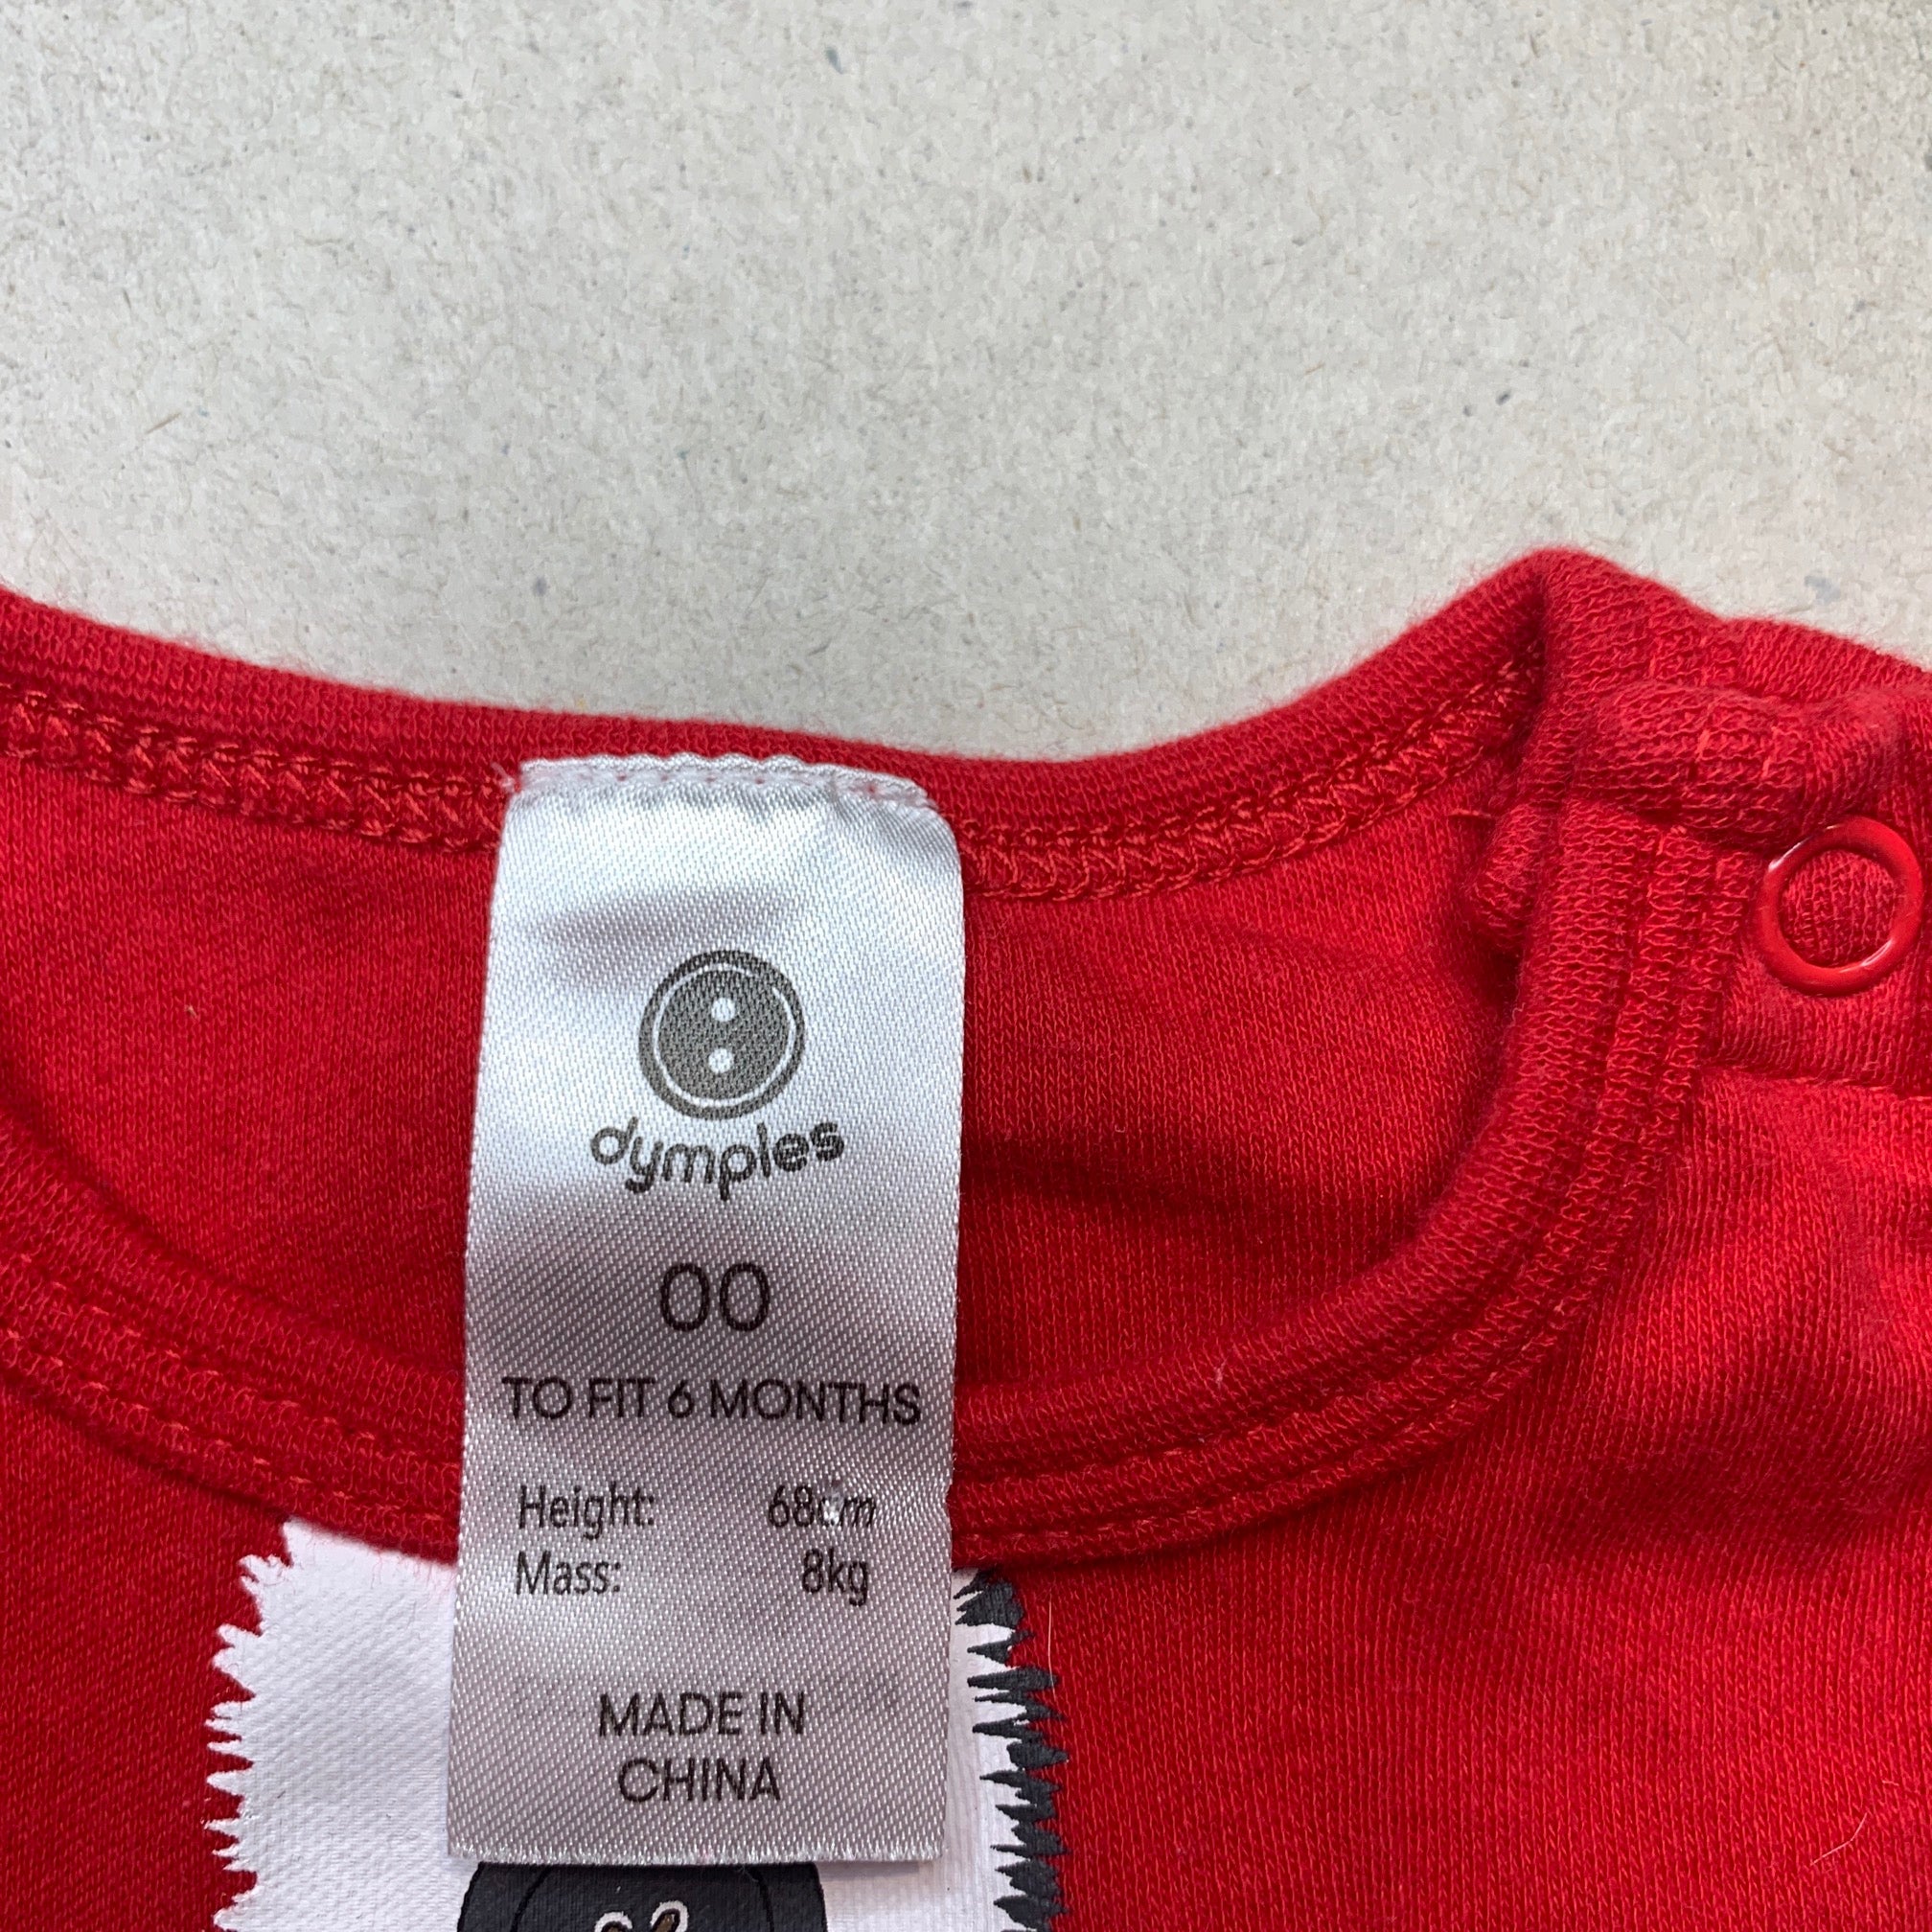 dymples
00
TO FIT 6 MONTHS
Height: 68cm
Mass: 8kg
MADE IN
CHINA